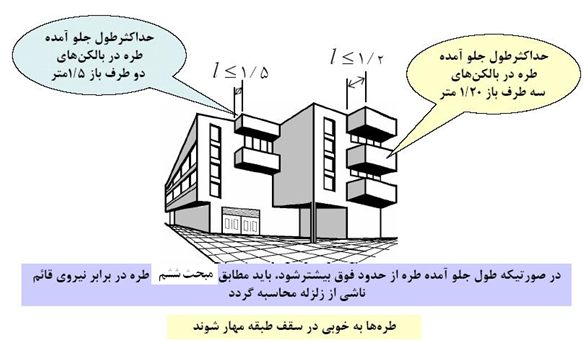 حداکثرطول جلو آمده
طره در بالکن‌های
سه طرف باز ۱/۲۰ متر
حداکثرطول جلو آمده
طره در بالکن‌های
دو طرف باز ۱/۵متر
l ≤ ۱/۲
l ≤ ۱/۵
در صورتیکه طول جلو آمده طره از حدود فوق بیشترشود، باید مطابق مبحث ششم طره در برابر نیروی قائم
ناشی از زلزله محاسبه گردد
طره‌ها به خوبی در سقف طبقه مهار شوند